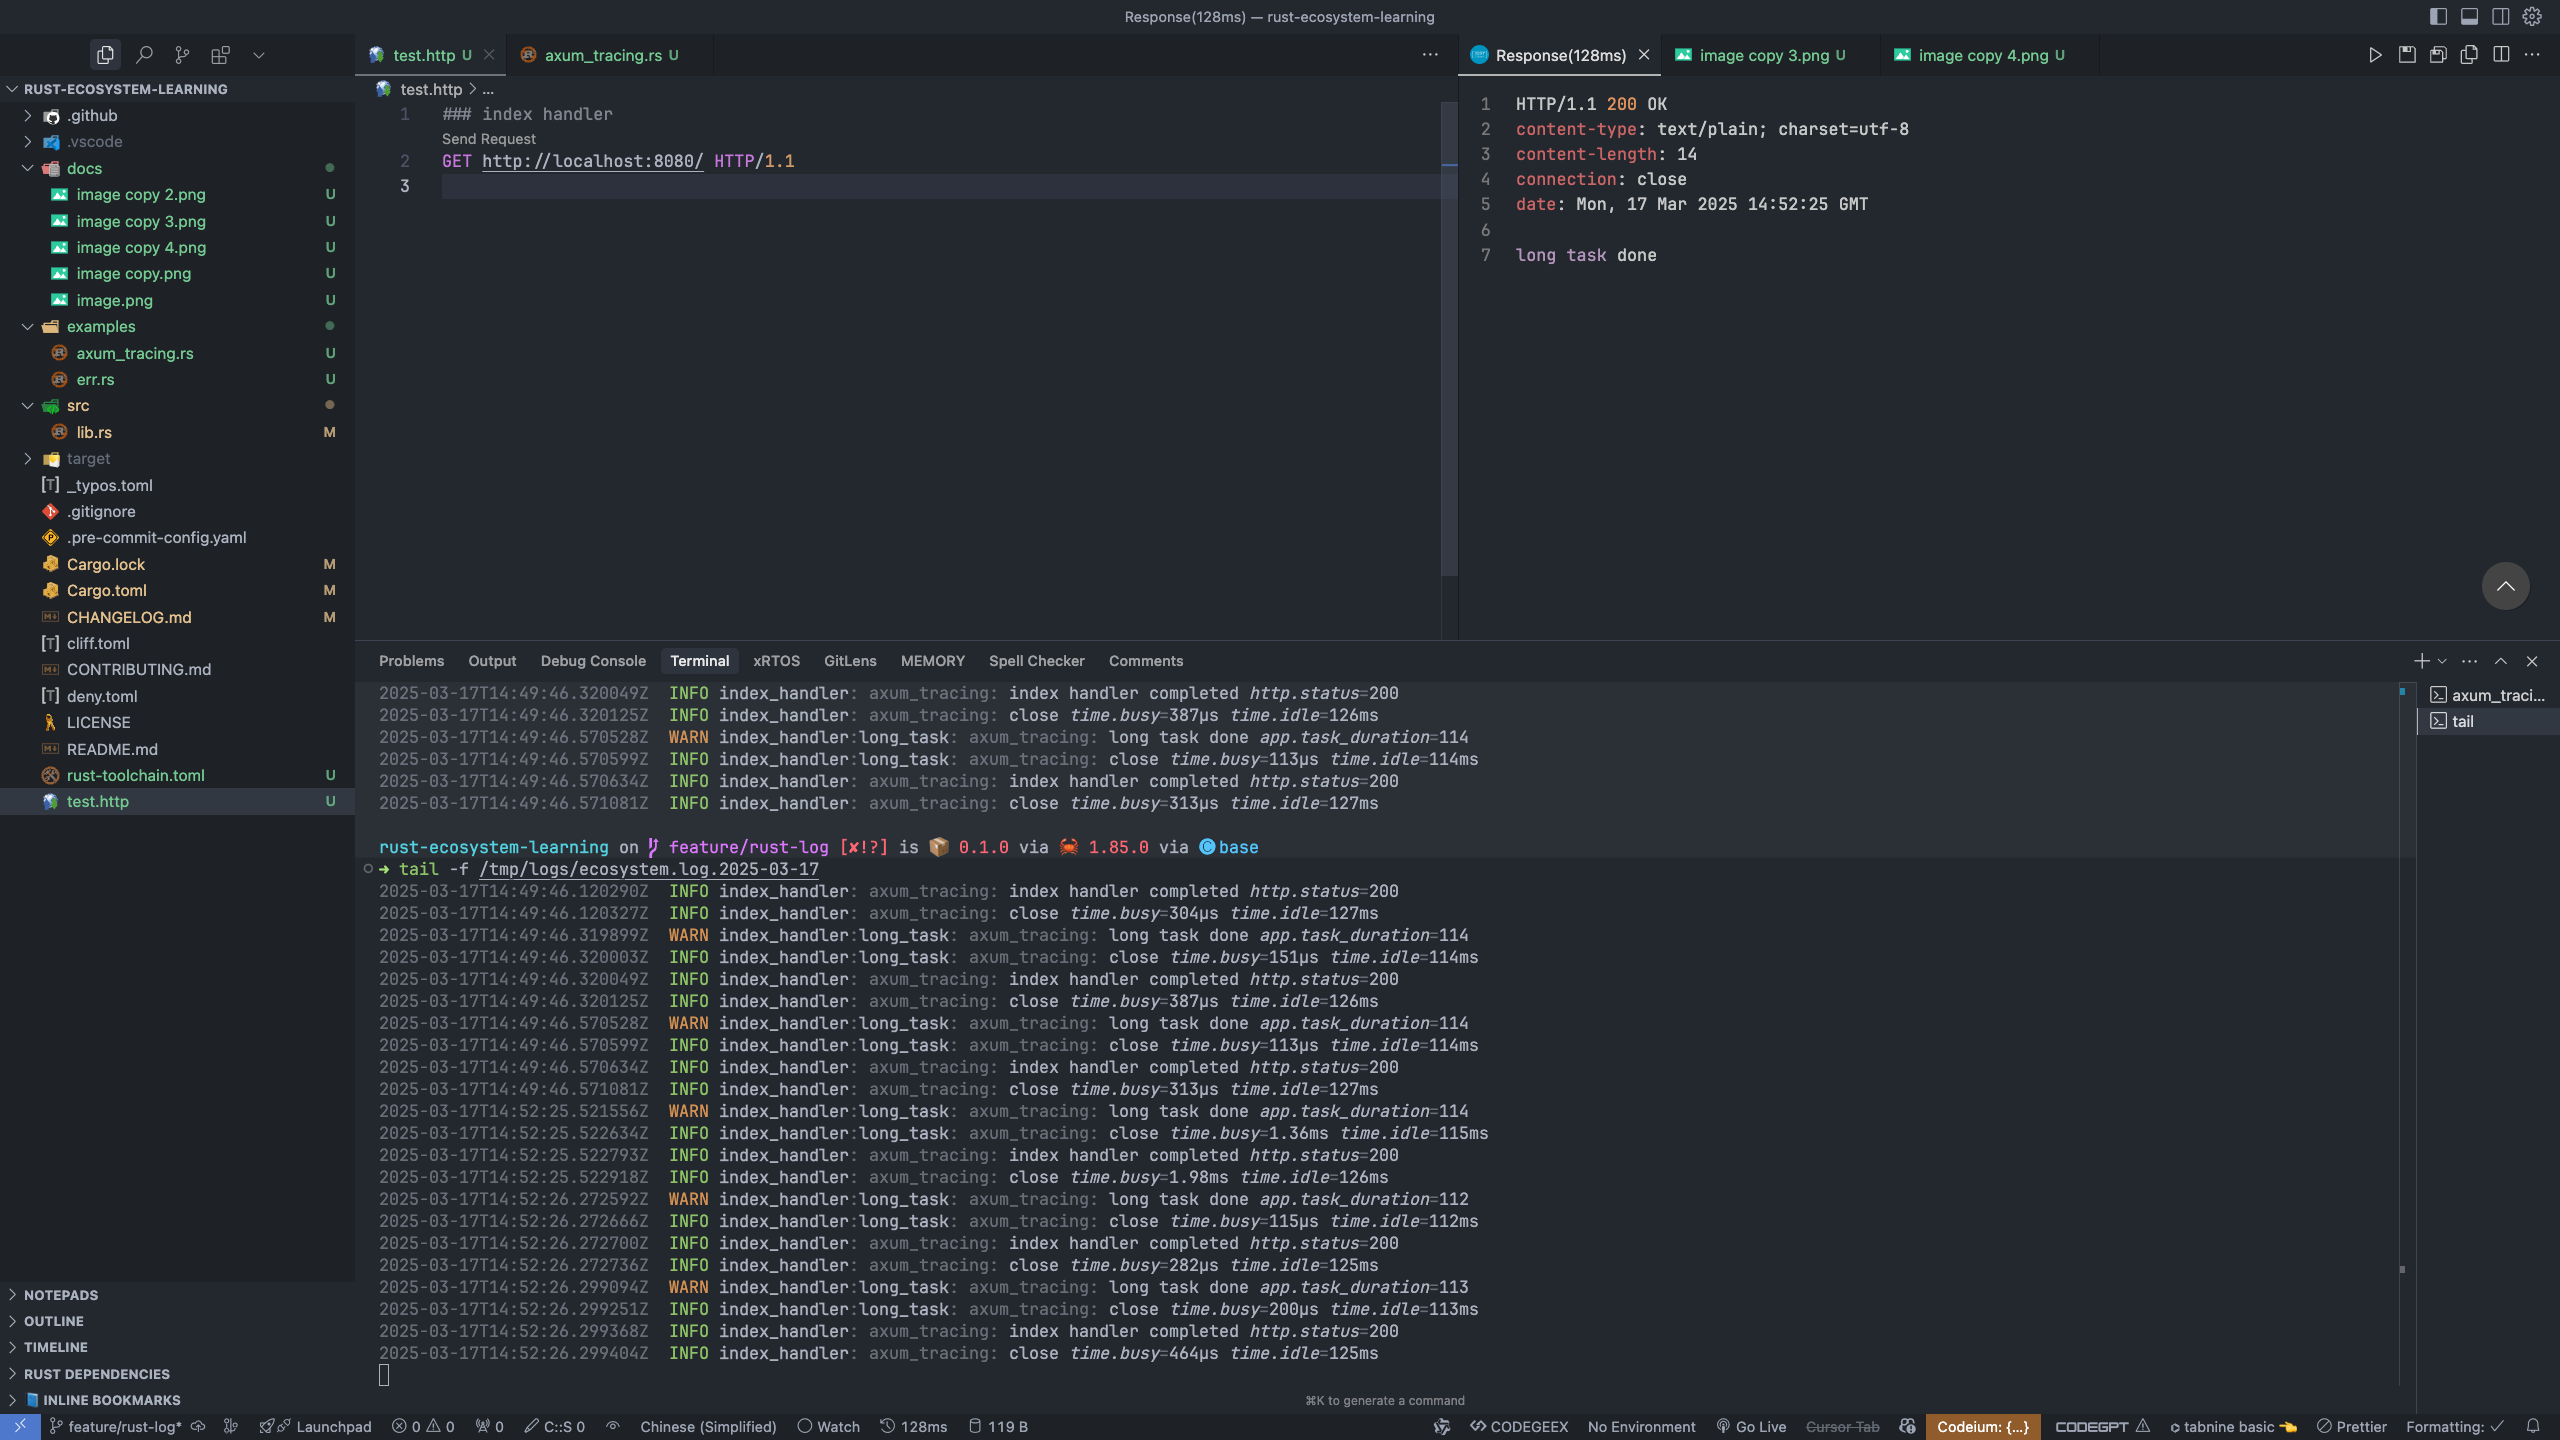 Response(128ms) — rust-ecosystem-learning
RUST-ECOSYSTEM-LEARNING
.github
.vscode
docs
image copy 2.png U
image copy 3.png U
image copy 4.png U
image copy.png U
image.png U
examples
axum_tracing.rs U
err.rs U
src
lib.rs M
target
[T] _typos.toml
.gitignore
.pre-commit-config.yaml
Cargo.lock M
Cargo.toml M
CHANGELOG.md M
[T] cliff.toml
CONTRIBUTING.md
[T] deny.toml
LICENSE
README.md
rust-toolchain.toml U
test.http U
NOTEPADS
OUTLINE
TIMELINE
RUST DEPENDENCIES
INLINE BOOKMARKS
test.http U
axum_tracing.rs U
test.http > ...
1 ### index handler
Send Request
2 GET http://localhost:8080/ HTTP/1.1
3
Response(128ms)
image copy 3.png U
image copy 4.png U
1 HTTP/1.1 200 OK
2 content-type: text/plain; charset=utf-8
3 content-length: 14
4 connection: close
5 date: Mon, 17 Mar 2025 14:52:25 GMT
6
7 long task done
Problems Output Debug Console Terminal xRTOS GitLens MEMORY Spell Checker Comments
2025-03-17T14:49:46.320049Z INFO index_handler: axum_tracing: index handler completed http.status=200
2025-03-17T14:49:46.320125Z INFO index_handler: axum_tracing: close time.busy=387µs time.idle=126ms
2025-03-17T14:49:46.570528Z WARN index_handler:long_task: axum_tracing: long task done app.task_duration=114
2025-03-17T14:49:46.570599Z INFO index_handler:long_task: axum_tracing: close time.busy=113µs time.idle=114ms
2025-03-17T14:49:46.570634Z INFO index_handler: axum_tracing: index handler completed http.status=200
2025-03-17T14:49:46.571081Z INFO index_handler: axum_tracing: close time.busy=313µs time.idle=127ms
rust-ecosystem-learning on feature/rust-log [✘!?] is 📦 0.1.0 via 🦀 1.85.0 via C base
➜ tail -f /tmp/logs/ecosystem.log.2025-03-17
2025-03-17T14:49:46.120290Z INFO index_handler: axum_tracing: index handler completed http.status=200
2025-03-17T14:49:46.120327Z INFO index_handler: axum_tracing: close time.busy=304µs time.idle=127ms
2025-03-17T14:49:46.319899Z WARN index_handler:long_task: axum_tracing: long task done app.task_duration=114
2025-03-17T14:49:46.320003Z INFO index_handler:long_task: axum_tracing: close time.busy=151µs time.idle=114ms
2025-03-17T14:49:46.320049Z INFO index_handler: axum_tracing: index handler completed http.status=200
2025-03-17T14:49:46.320125Z INFO index_handler: axum_tracing: close time.busy=387µs time.idle=126ms
2025-03-17T14:49:46.570528Z WARN index_handler:long_task: axum_tracing: long task done app.task_duration=114
2025-03-17T14:49:46.570599Z INFO index_handler:long_task: axum_tracing: close time.busy=113µs time.idle=114ms
2025-03-17T14:49:46.570634Z INFO index_handler: axum_tracing: index handler completed http.status=200
2025-03-17T14:49:46.571081Z INFO index_handler: axum_tracing: close time.busy=313µs time.idle=127ms
2025-03-17T14:52:25.521556Z WARN index_handler:long_task: axum_tracing: long task done app.task_duration=114
2025-03-17T14:52:25.522634Z INFO index_handler:long_task: axum_tracing: close time.busy=1.36ms time.idle=115ms
2025-03-17T14:52:25.522793Z INFO index_handler: axum_tracing: index handler completed http.status=200
2025-03-17T14:52:25.522918Z INFO index_handler: axum_tracing: close time.busy=1.98ms time.idle=126ms
2025-03-17T14:52:26.272592Z WARN index_handler:long_task: axum_tracing: long task done app.task_duration=112
2025-03-17T14:52:26.272666Z INFO index_handler:long_task: axum_tracing: close time.busy=115µs time.idle=112ms
2025-03-17T14:52:26.272700Z INFO index_handler: axum_tracing: index handler completed http.status=200
2025-03-17T14:52:26.272736Z INFO index_handler: axum_tracing: close time.busy=282µs time.idle=125ms
2025-03-17T14:52:26.299094Z WARN index_handler:long_task: axum_tracing: long task done app.task_duration=113
2025-03-17T14:52:26.299251Z INFO index_handler:long_task: axum_tracing: close time.busy=200µs time.idle=113ms
2025-03-17T14:52:26.299368Z INFO index_handler: axum_tracing: index handler completed http.status=200
2025-03-17T14:52:26.299404Z INFO index_handler: axum_tracing: close time.busy=464µs time.idle=125ms
⌘K to generate a command
axum_traci...
tail
feature/rust-log* Launchpad 0 0 0 C::S 0 Chinese (Simplified) Watch 128ms 119 B CODEGEEX No Environment Go Live Cursor Tab Codeium: {...} CODEGPT tabnine basic 👈 Prettier Formatting: ✓